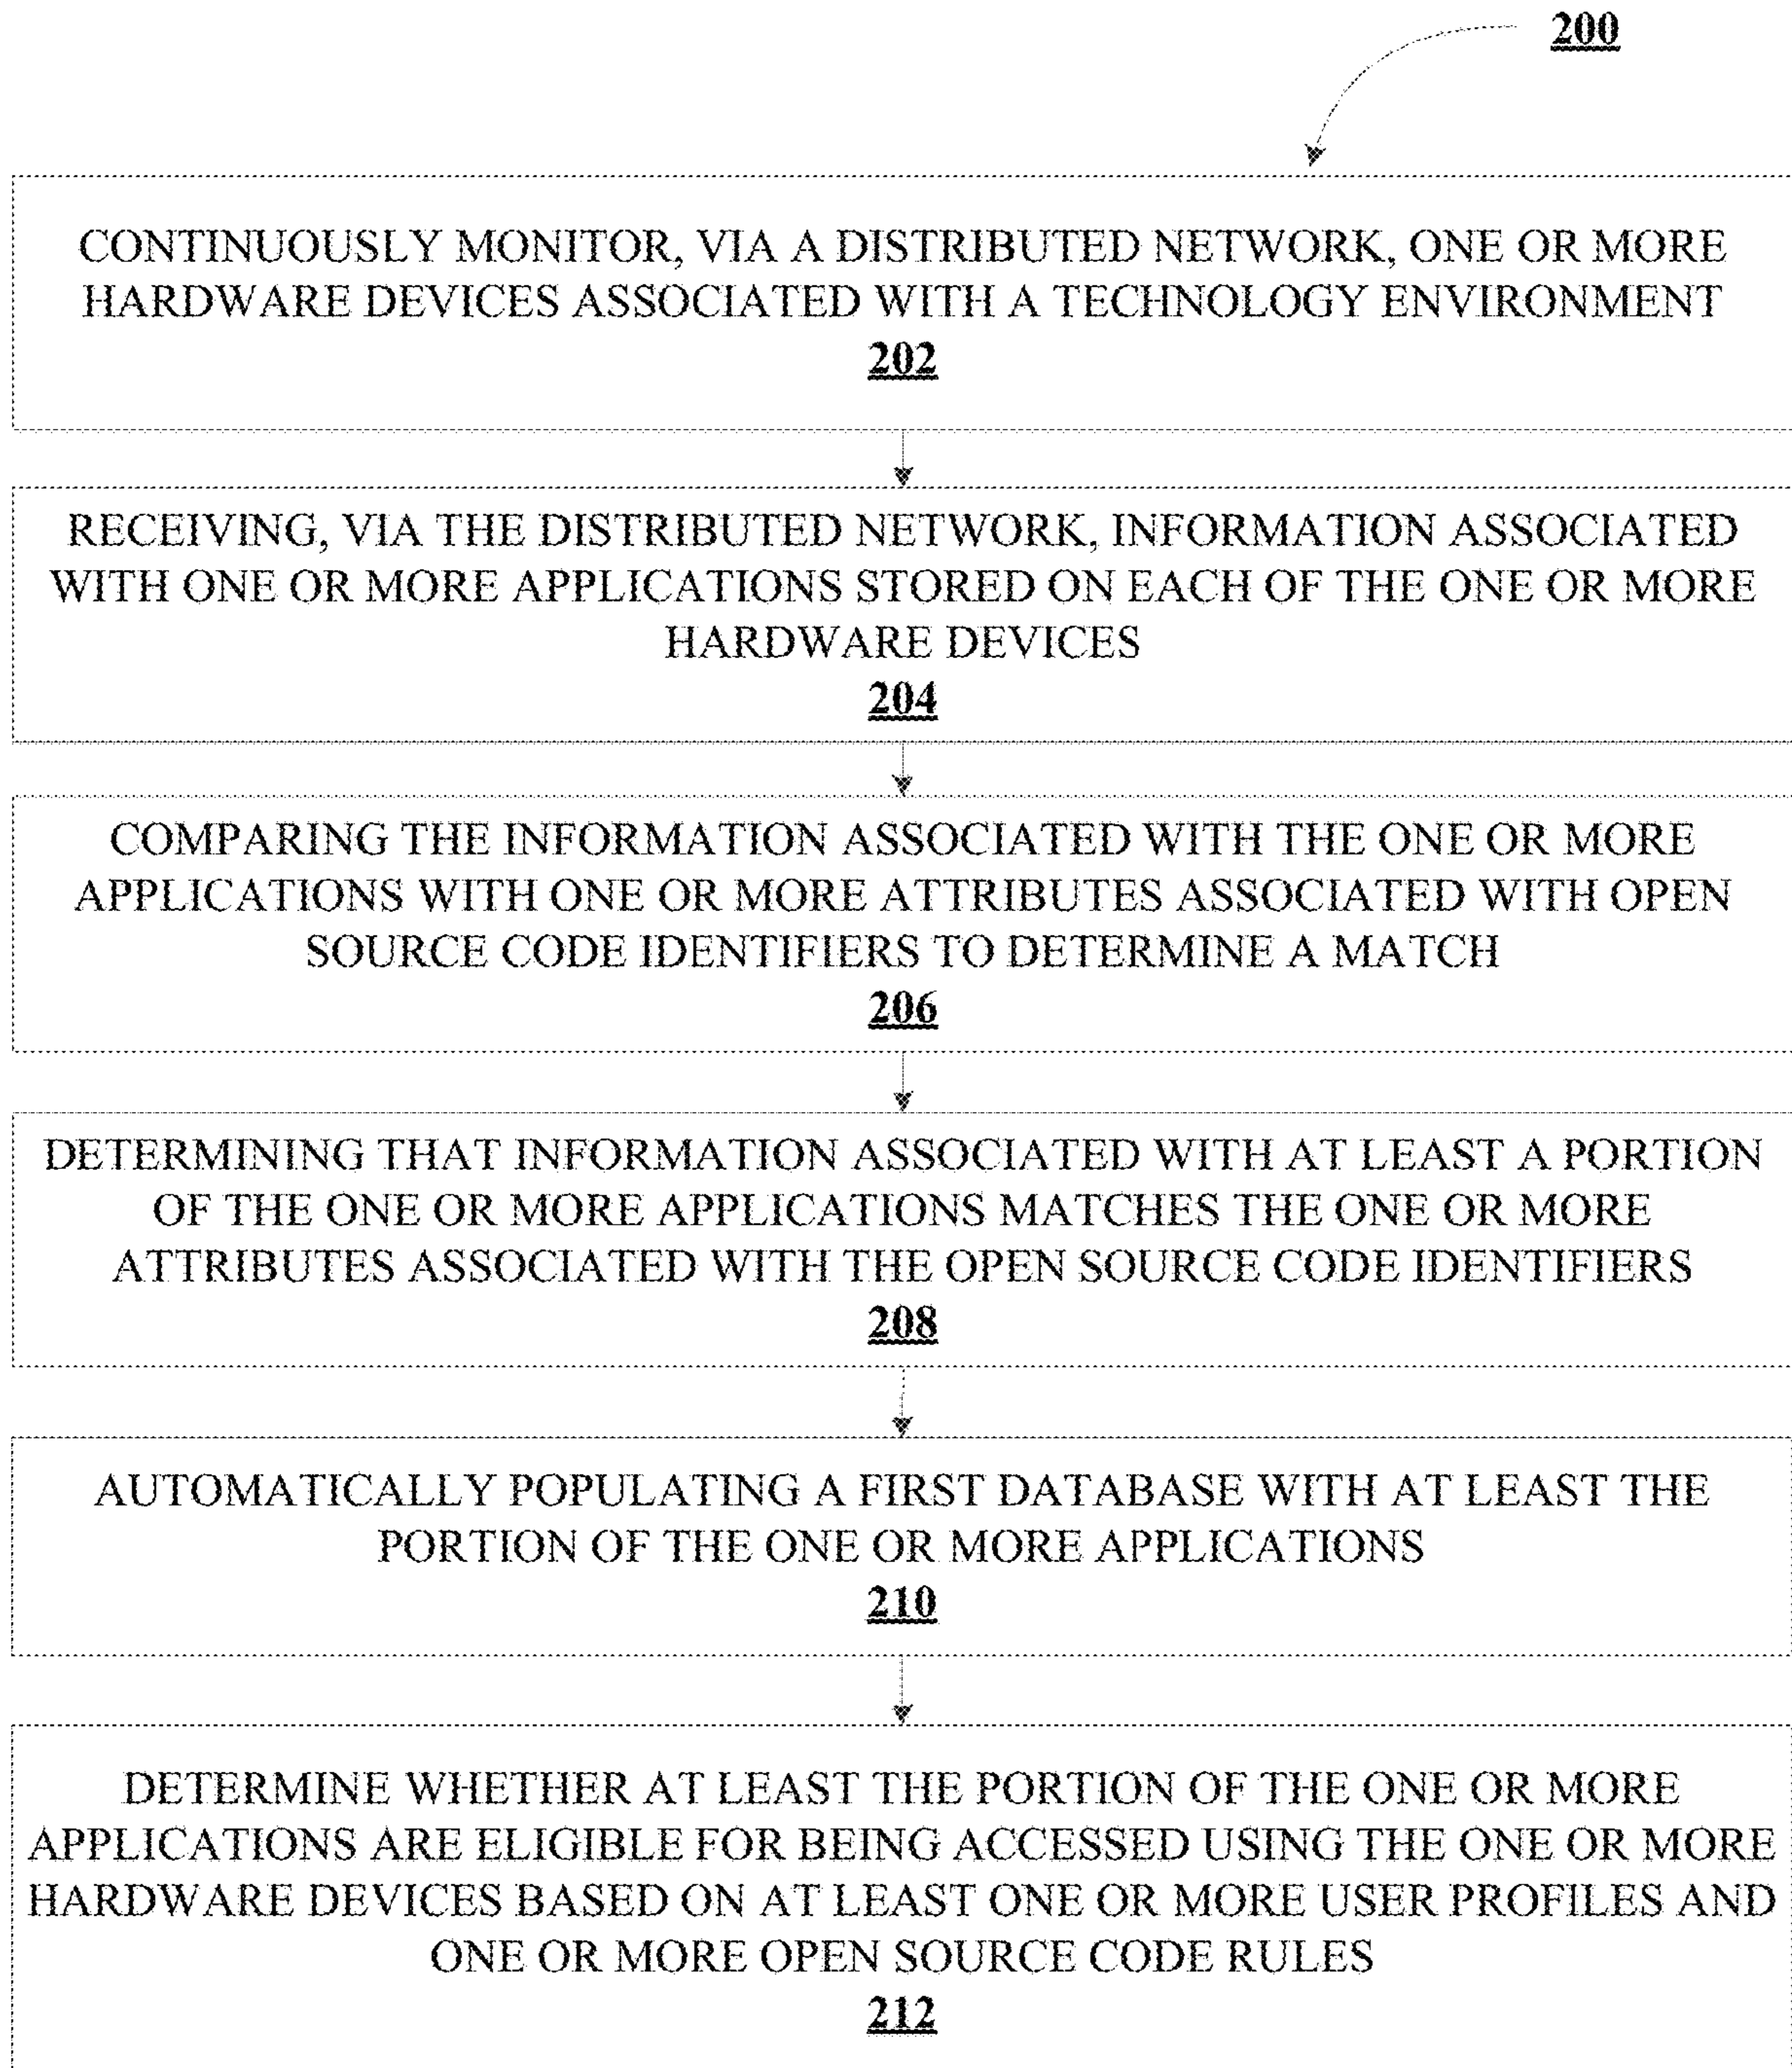 200
CONTINUOUSLY MONITOR, VIA A DISTRIBUTED NETWORK, ONE OR MORE
HARDWARE DEVICES ASSOCIATED WITH A TECHNOLOGY ENVIRONMENT
202
RECEIVING, VIA THE DISTRIBUTED NETWORK, INFORMATION ASSOCIATED
WITH ONE OR MORE APPLICATIONS STORED ON EACH OF THE ONE OR MORE
HARDWARE DEVICES
204
COMPARING THE INFORMATION ASSOCIATED WITH THE ONE OR MORE
APPLICATIONS WITH ONE OR MORE ATTRIBUTES ASSOCIATED WITH OPEN
SOURCE CODE IDENTIFIERS TO DETERMINE A MATCH
206
DETERMINING THAT INFORMATION ASSOCIATED WITH AT LEAST A PORTION
OF THE ONE OR MORE APPLICATIONS MATCHES THE ONE OR MORE
ATTRIBUTES ASSOCIATED WITH THE OPEN SOURCE CODE IDENTIFIERS
208
AUTOMATICALLY POPULATING A FIRST DATABASE WITH AT LEAST THE
PORTION OF THE ONE OR MORE APPLICATIONS
210
DETERMINE WHETHER AT LEAST THE PORTION OF THE ONE OR MORE
APPLICATIONS ARE ELIGIBLE FOR BEING ACCESSED USING THE ONE OR MORE
HARDWARE DEVICES BASED ON AT LEAST ONE OR MORE USER PROFILES AND
ONE OR MORE OPEN SOURCE CODE RULES
212